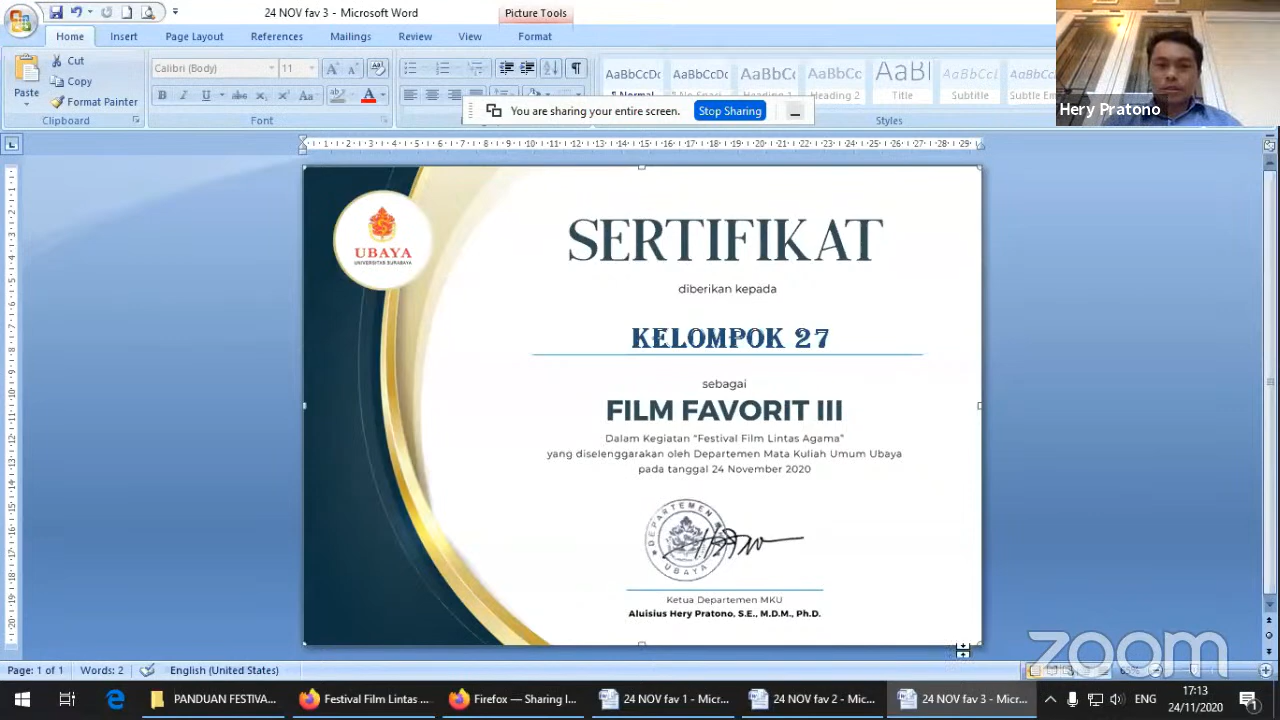 24 NOV fav 3 - Microsoft Word
Picture Tools
Home
Insert
Page Layout
References
Mailings
Review
View
Format
Paste
Cut
Copy
Format Painter
Calibri (Body)
11
AaBbCcDc
AaBbCcDc
AaBbCc
AaBbCc
AaBl
AaBbCcL
¶ Normal
Heading 2
Title
Subtitle
Clipboard
Font
Styles
You are sharing your entire screen.
Stop Sharing
Hery Pratono
UBAYA
UNIVERSITAS SURABAYA
SERTIFIKAT
diberikan kepada
KELOMPOK 27
sebagai
FILM FAVORIT III
Dalam Kegiatan "Festival Film Lintas Agama"
yang diselenggarakan oleh Departemen Mata Kuliah Umum Ubaya
pada tanggal 24 November 2020
DEPARTEMEN
UBAYA
Ketua Departemen MKU
Aluisius Hery Pratono, S.E., M.D.M., Ph.D.
zoom
Page: 1 of 1
Words: 2
English (United States)
PANDUAN FESTIVA...
Festival Film Lintas ...
Firefox — Sharing I...
24 NOV fav 1 - Micr...
24 NOV fav 2 - Micr...
24 NOV fav 3 - Micr...
ENG
17:13
24/11/2020